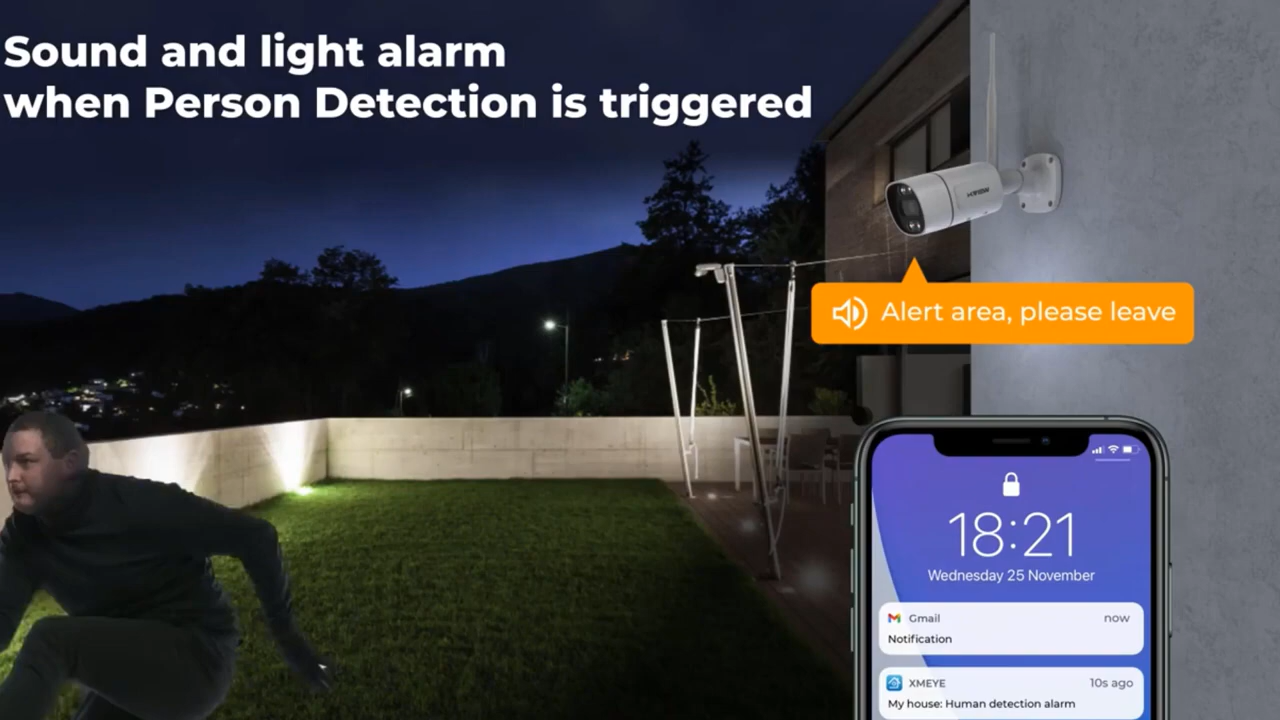 Sound and light alarm
when Person Detection is triggered
Alert area, please leave
18:21
Wednesday 25 November
Gmail now
Notification
XMEYE 10s ago
My house: Human detection alarm